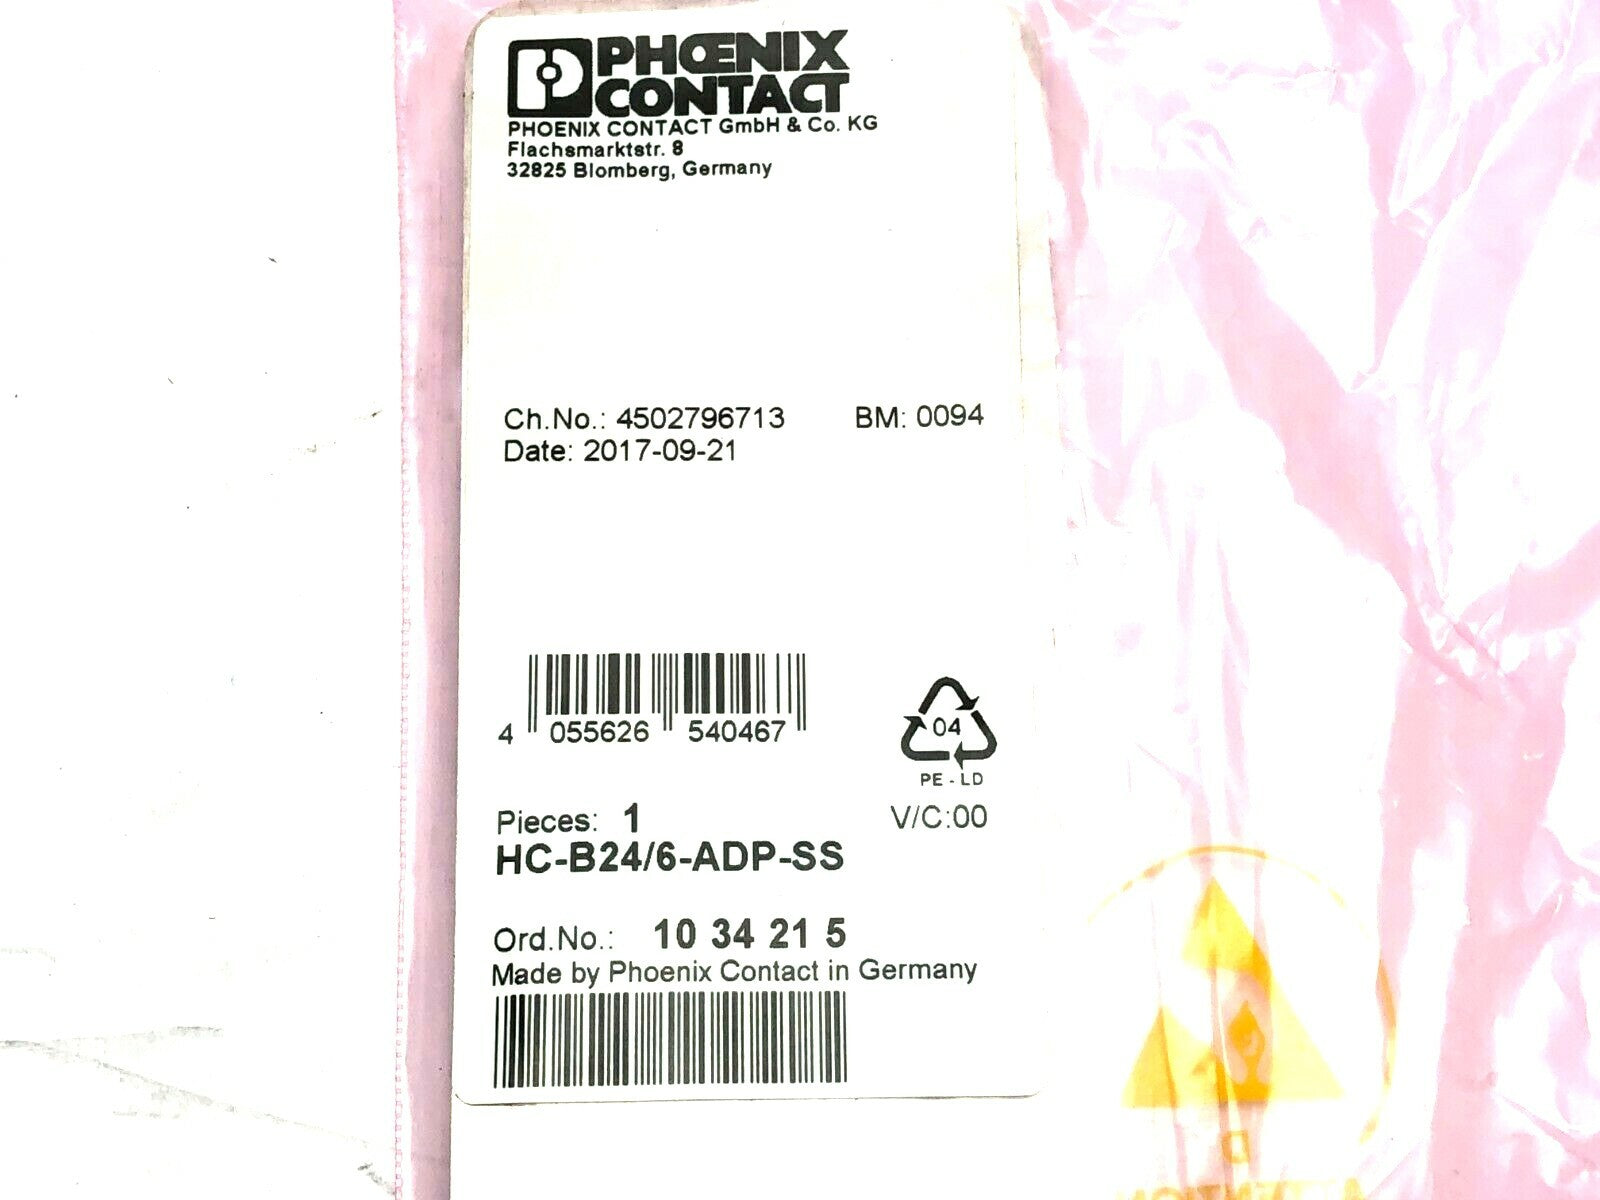 PHŒNIX
CONTACT
PHOENIX CONTACT GmbH & Co. KG
Flachsmarktstr. 8
32825 Blomberg, Germany
Ch.No.: 4502796713 BM: 0094
Date: 2017-09-21
4 055626 540467
04
PE - LD
Pieces: 1 V/C:00
HC-B24/6-ADP-SS
Ord.No.: 10 34 21 5
Made by Phoenix Contact in Germany